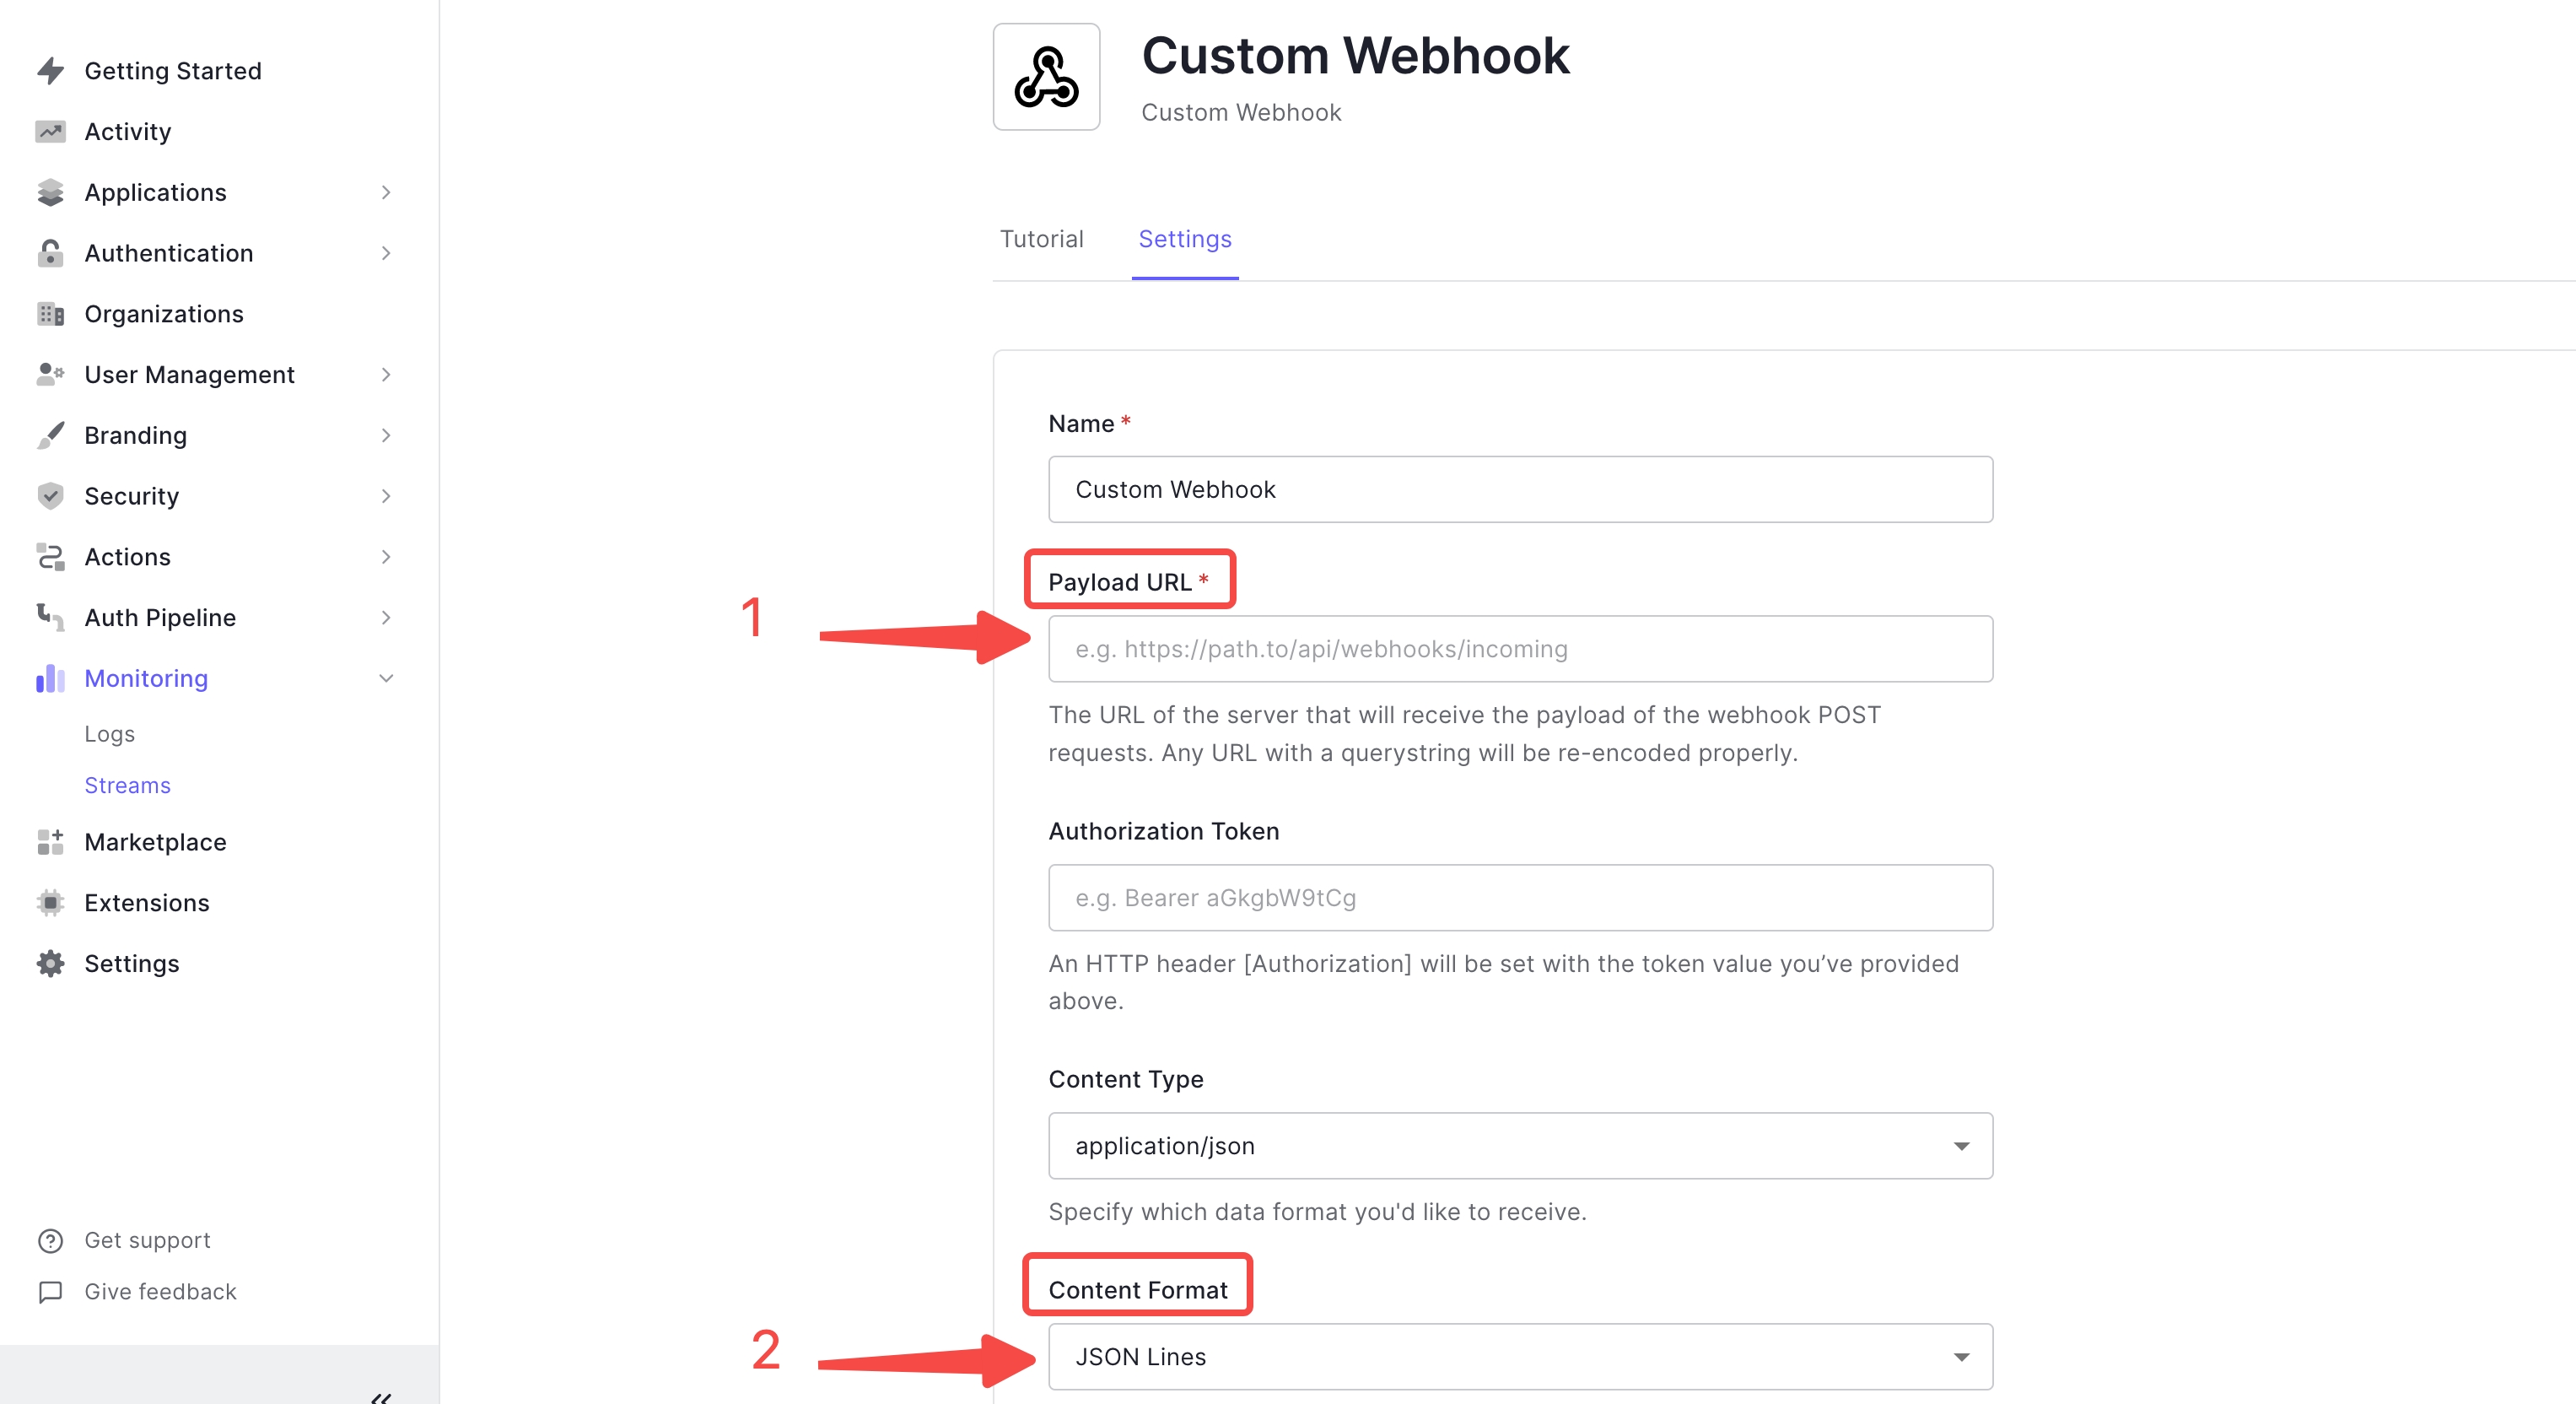 Getting Started
Activity
Applications
Authentication
Organizations
User Management
Branding
Security
Actions
Auth Pipeline
Monitoring
Logs
Streams
Marketplace
Extensions
Settings
Get support
Give feedback
Custom Webhook
Custom Webhook
Tutorial
Settings
Name *
Custom Webhook
Payload URL *
1
e.g. https://path.to/api/webhooks/incoming
The URL of the server that will receive the payload of the webhook POST
requests. Any URL with a querystring will be re-encoded properly.
Authorization Token
e.g. Bearer aGkgbW9tCg
An HTTP header [Authorization] will be set with the token value you’ve provided
above.
Content Type
application/json
Specify which data format you'd like to receive.
Content Format
2
JSON Lines